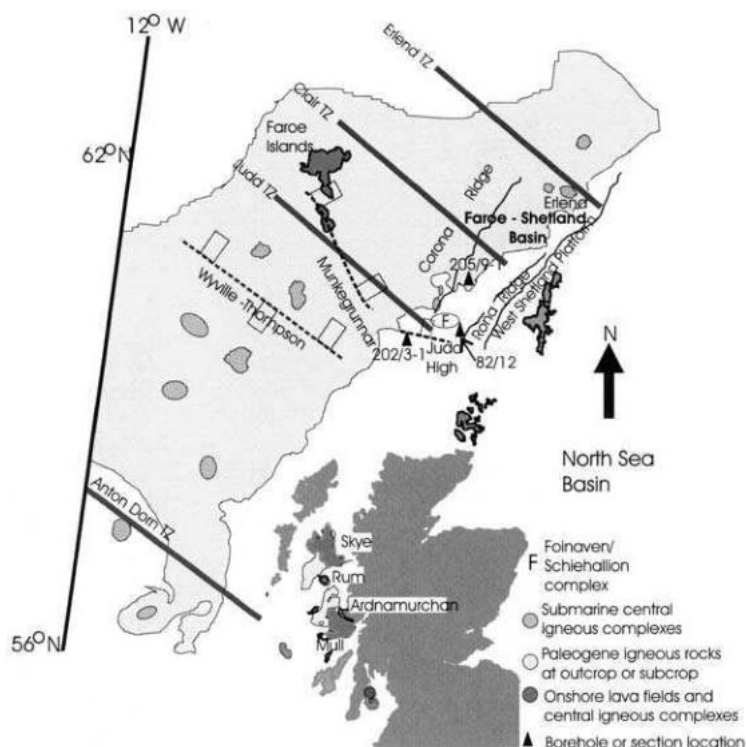 12° W
Erlend TZ
Clair TZ
Faroe
Islands
62° N
Judd TZ
Ridge
Erlend
Faroe - Shetland
Basin
Corona
205/9-1
West Shetland Platform
Rona Ridge
Munkegrunnar
Wyville -Thompson
F
N
202/3-1
Judd
High
82/12
North Sea
Basin
Anton Dorn TZ
Skye
Rum
Ardnamurchan
Mull
56°N
F Foinaven/
Schiehallion
complex
Submarine central
igneous complexes
Paleogene igneous rocks
at outcrop or subcrop
Onshore lava fields and
central igneous complexes
Borehole or section location